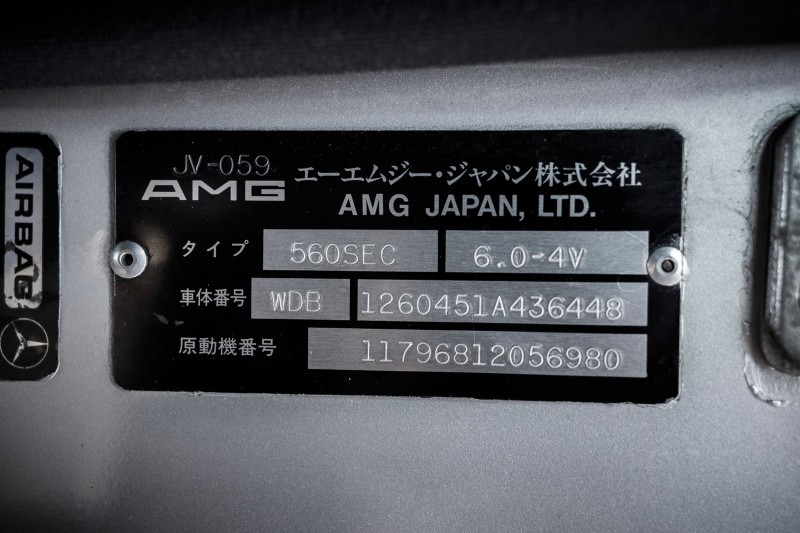 AIRBAG
JV-059
AMG エーエムジー・ジャパン株式会社
AMG JAPAN, LTD.
タイプ 560SEC 6.0-4V
車体番号 WDB 1260451A436448
原動機番号 11796812056980